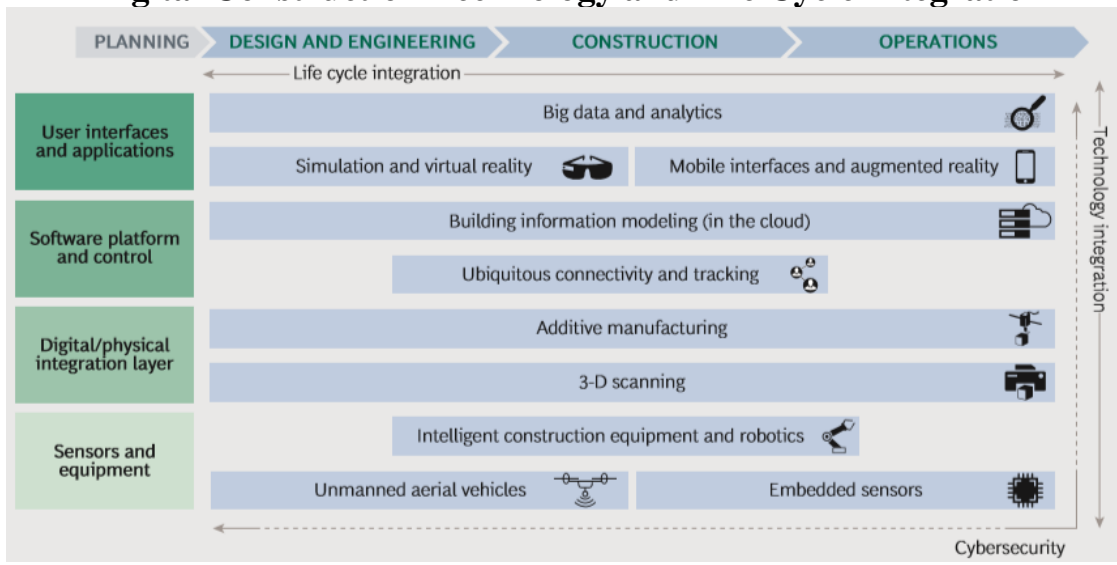 PLANNING
DESIGN AND ENGINEERING
CONSTRUCTION
OPERATIONS
Life cycle integration
User interfaces
and applications
Big data and analytics
Simulation and virtual reality
Mobile interfaces and augmented reality
Software platform
and control
Building information modeling (in the cloud)
Ubiquitous connectivity and tracking
Digital/physical
integration layer
Additive manufacturing
3-D scanning
Sensors and
equipment
Intelligent construction equipment and robotics
Unmanned aerial vehicles
Embedded sensors
Technology integration
Cybersecurity